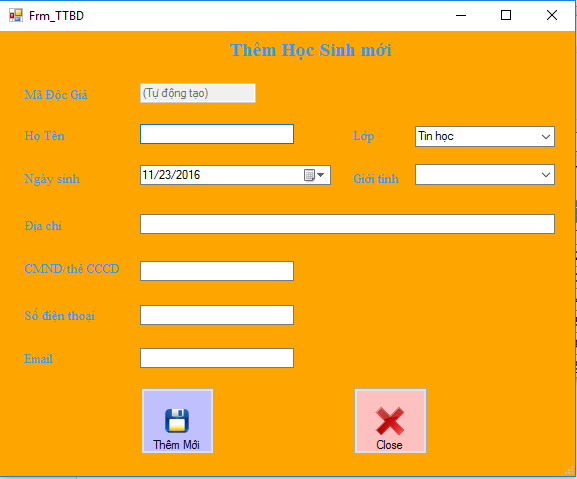 Frm_TTBD
Thêm Học Sinh mới
Mã Độc Giả
(Tự động tạo)
Họ Tên
Lớp
Tin học
Ngày sinh
11/23/2016
Giới tính
Địa chỉ
CMND/thẻ CCCD
Số điện thoại
Email
Thêm Mới
Close